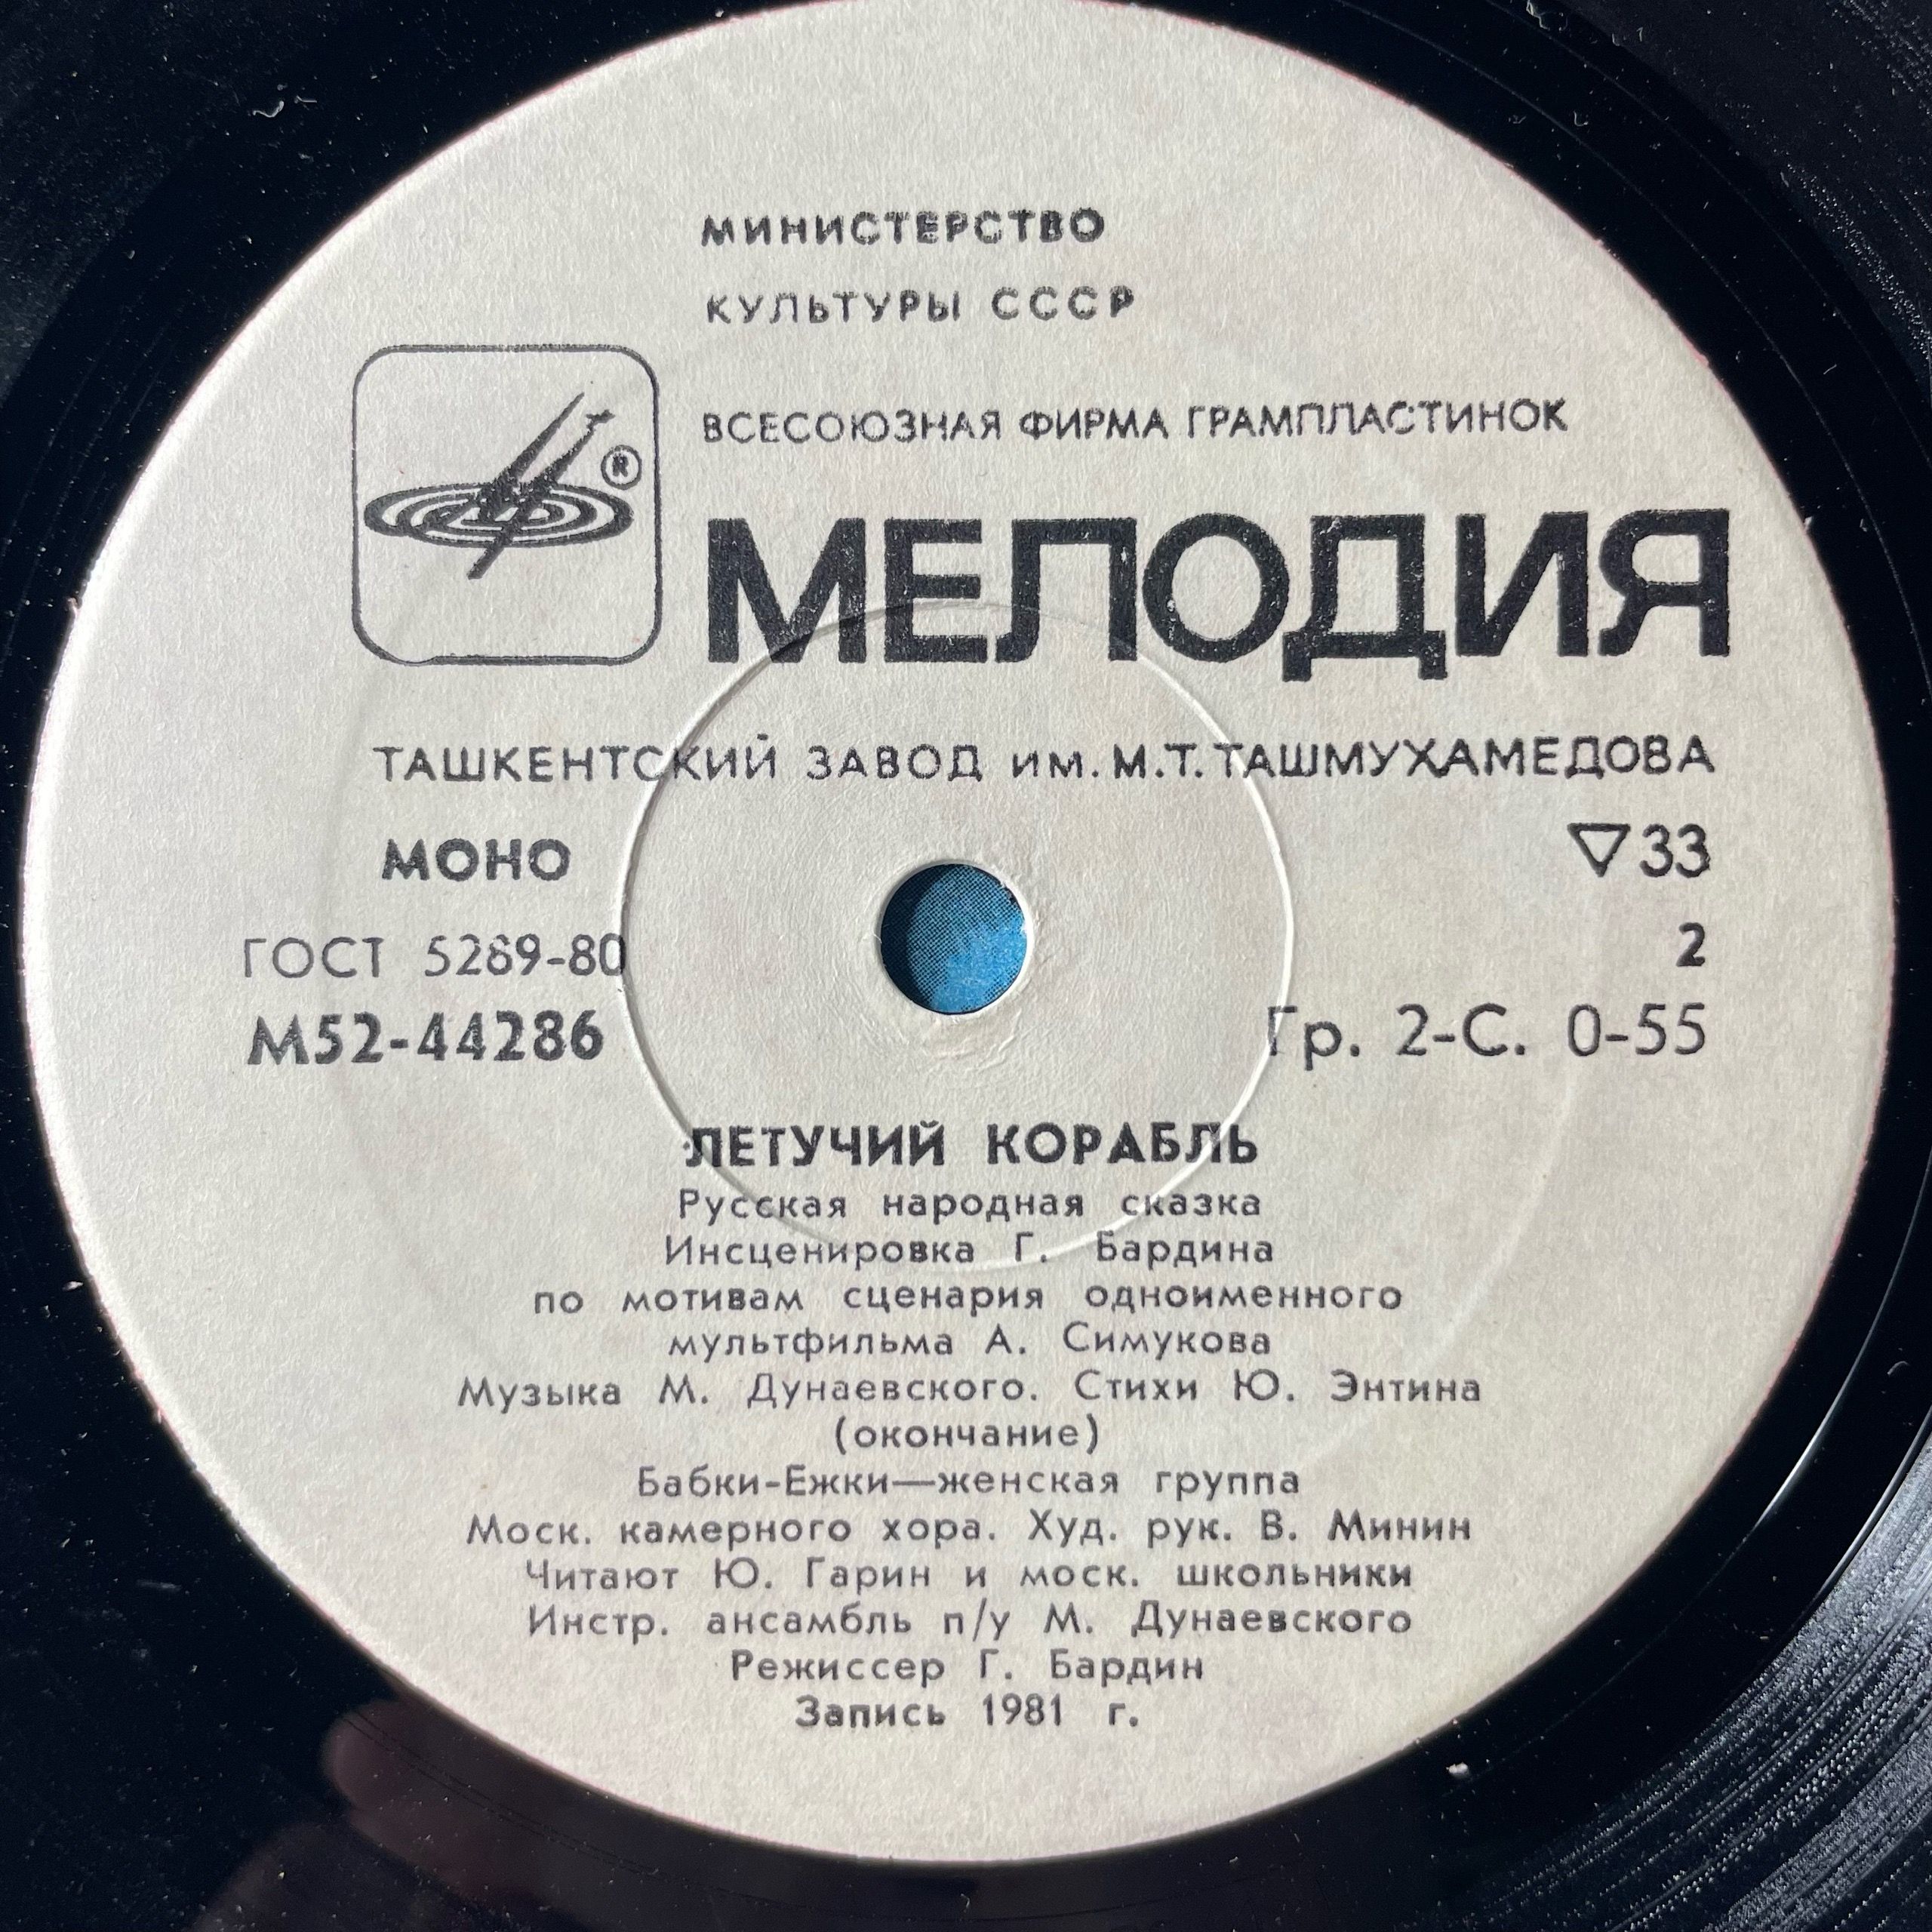 МИНИСТЕРСТВО
КУЛЬТУРЫ СССР
ВСЕСОЮЗНАЯ ФИРМА ГРАМПЛАСТИНОК
®
МЕЛОДИЯ
ТАШКЕНТСКИЙ ЗАВОД им. М.Т. ТАШМУХАМЕДОВА
МОНО ▽33
ГОСТ 5289-80 2
М52-44286 Гр. 2-С. 0-55
ЛЕТУЧИЙ КОРАБЛЬ
Русская народная сказка
Инсценировка Г. Бардина
по мотивам сценария одноименного
мультфильма А. Симукова
Музыка М. Дунаевского. Стихи Ю. Энтина
(окончание)
Бабки-Ежки—женская группа
Моск. камерного хора. Худ. рук. В. Минин
Читают Ю. Гарин и моск. школьники
Инстр. ансамбль п/у М. Дунаевского
Режиссер Г. Бардин
Запись 1981 г.